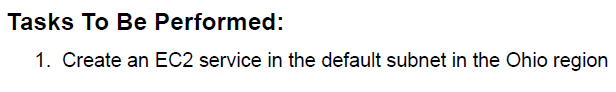 Tasks To Be Performed:
1. Create an EC2 service in the default subnet in the Ohio region